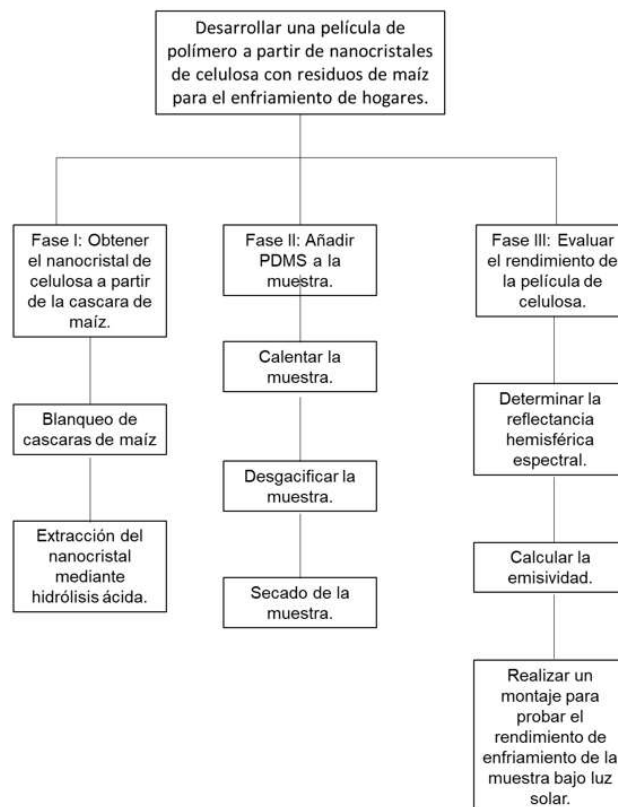 Desarrollar una película de
polímero a partir de nanocristales
de celulosa con residuos de maíz
para el enfriamiento de hogares.
Fase I: Obtener
el nanocristal de
celulosa a partir
de la cascara de
maíz.
Blanqueo de
cascaras de maíz
Extracción del
nanocristal
mediante
hidrólisis ácida.
Fase II: Añadir
PDMS a la
muestra.
Calentar la
muestra.
Desgacificar la
muestra.
Secado de la
muestra.
Fase III: Evaluar
el rendimiento de
la película de
celulosa.
Determinar la
reflectancia
hemisférica
espectral.
Calcular la
emisividad.
Realizar un
montaje para
probar el
rendimiento de
enfriamiento de la
muestra bajo luz
solar.